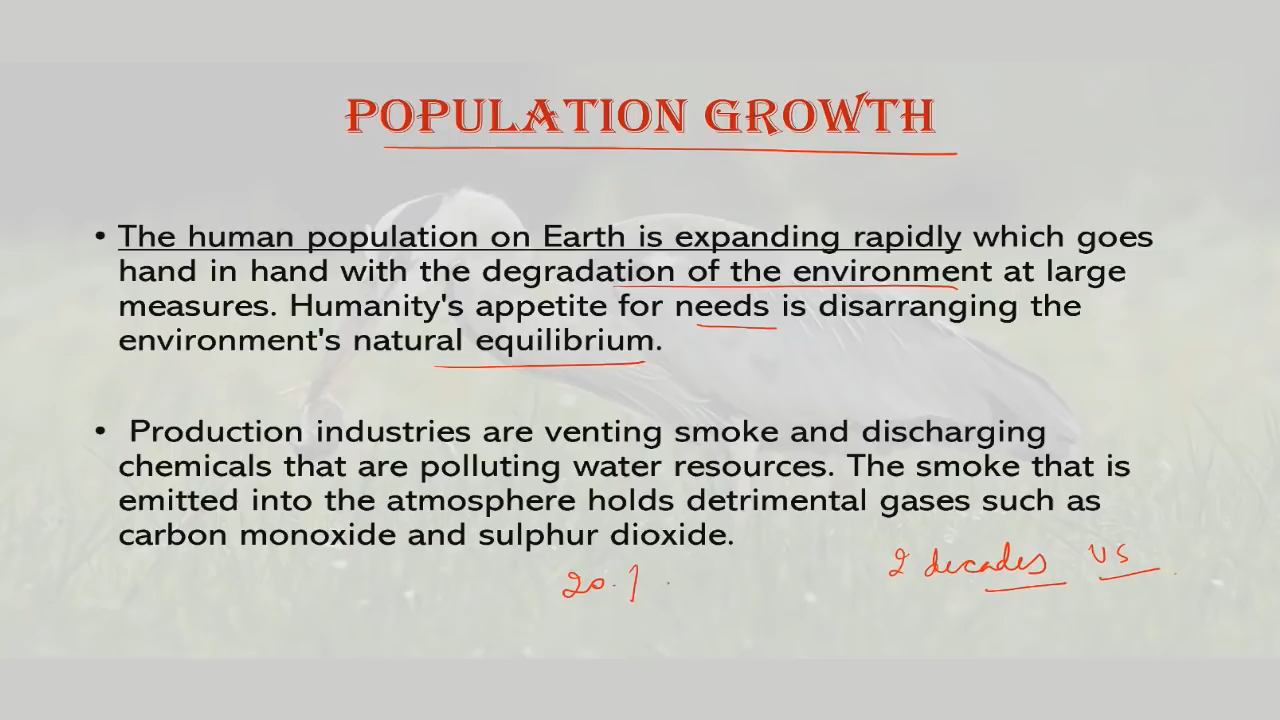 POPULATION GROWTH
• The human population on Earth is expanding rapidly which goes
hand in hand with the degradation of the environment at large
measures. Humanity's appetite for needs is disarranging the
environment's natural equilibrium.
• Production industries are venting smoke and discharging
chemicals that are polluting water resources. The smoke that is
emitted into the atmosphere holds detrimental gases such as
carbon monoxide and sulphur dioxide.
2 decades US
20.